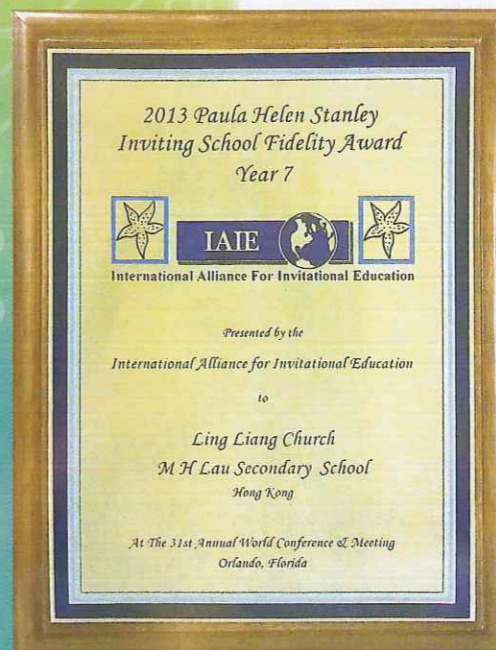 2013 Paula Helen Stanley
Inviting School Fidelity Award
Year 7
IAIE
International Alliance For Invitational Education
Presented by the
International Alliance for Invitational Education
to
Ling Liang Church
M H Lau Secondary School
Hong Kong
At The 31st Annual World Conference & Meeting
Orlando, Florida